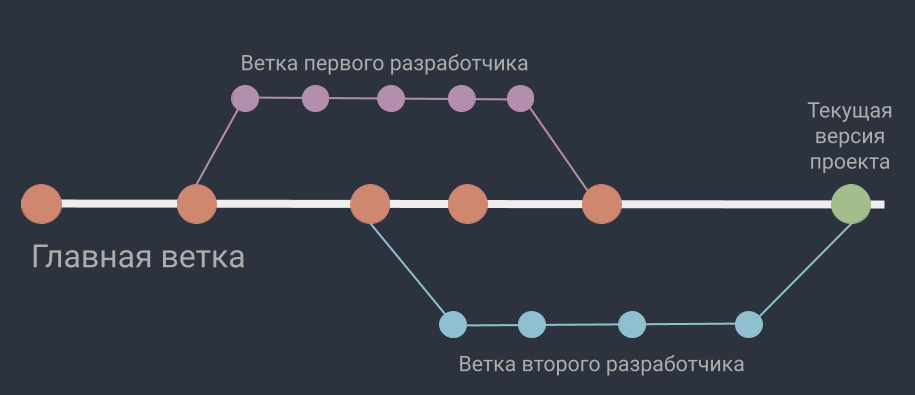 Ветка первого разработчика
Текущая
версия
проекта
Главная ветка
Ветка второго разработчика